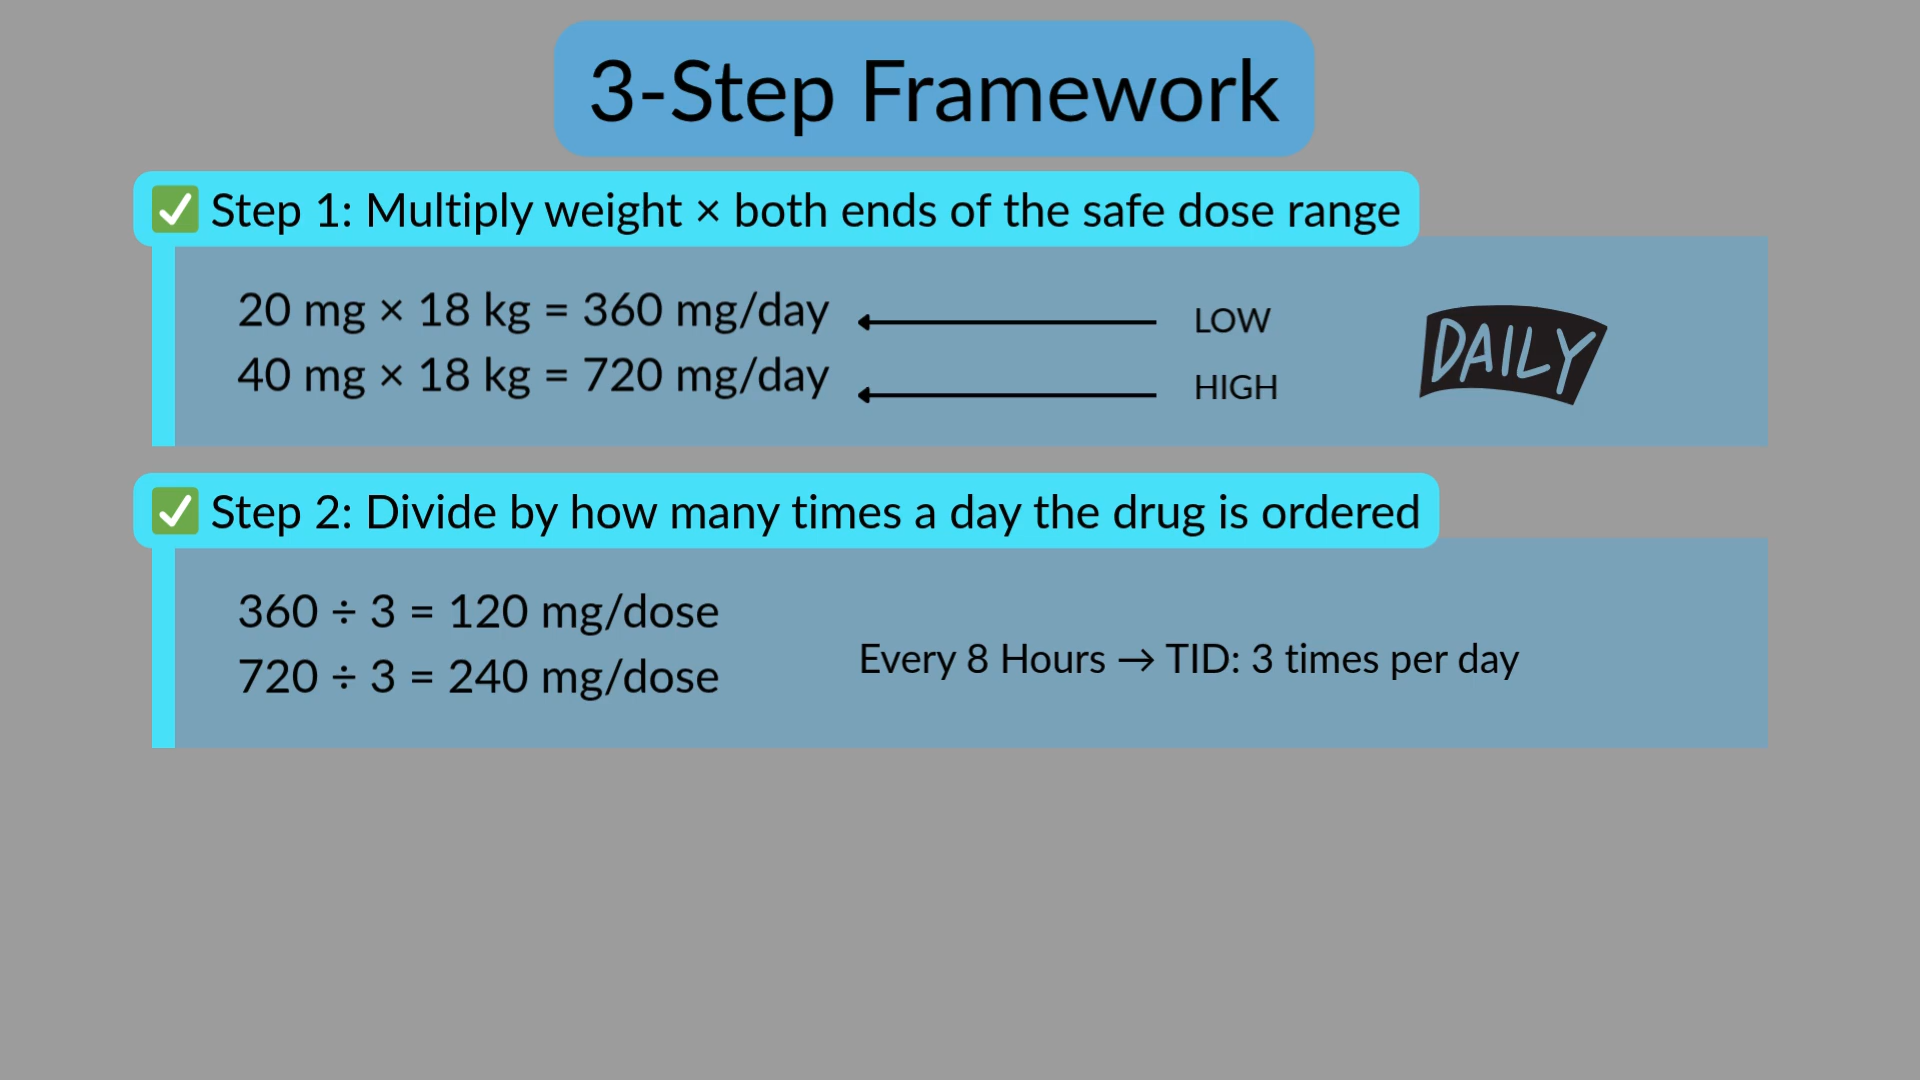 3-Step Framework
✅ Step 1: Multiply weight × both ends of the safe dose range
20 mg × 18 kg = 360 mg/day
LOW
40 mg × 18 kg = 720 mg/day
HIGH
DAILY
✅ Step 2: Divide by how many times a day the drug is ordered
360 ÷ 3 = 120 mg/dose
720 ÷ 3 = 240 mg/dose
Every 8 Hours → TID: 3 times per day